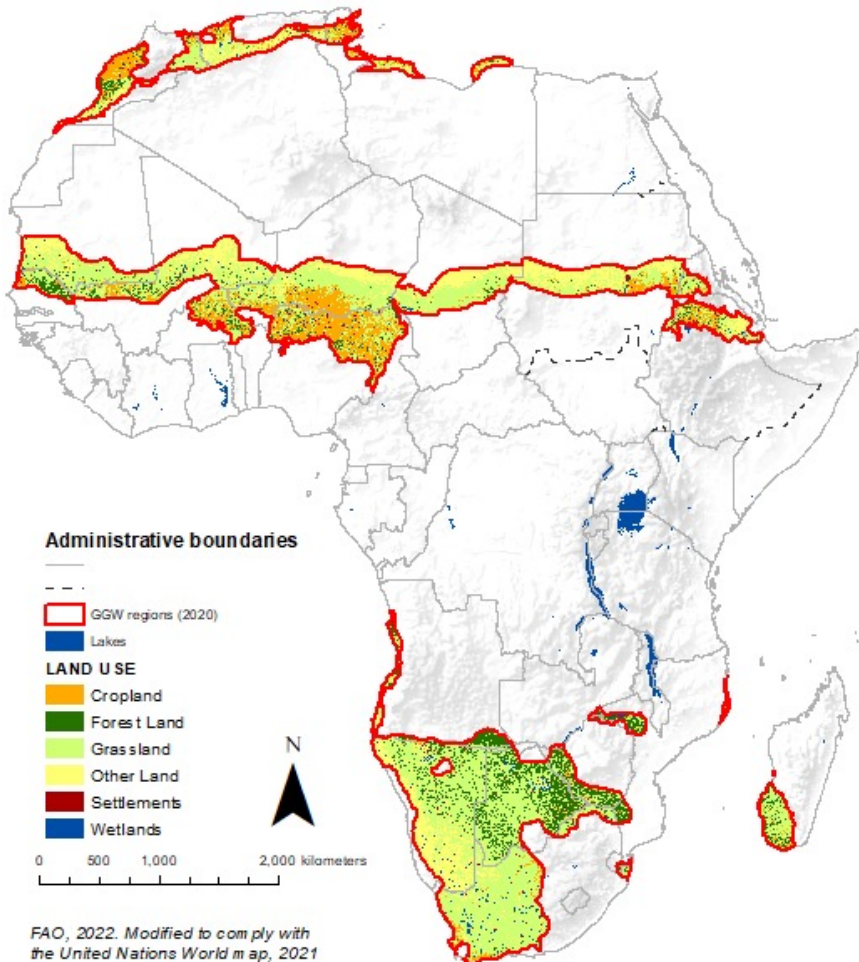 Administrative boundaries
GGW regions (2020)
Lakes
LAND USE
Cropland
Forest Land
Grassland
Other Land
Settlements
Wetlands
N
0 500 1,000 2,000 kilometers
FAO, 2022. Modified to comply with
the United Nations World map, 2021